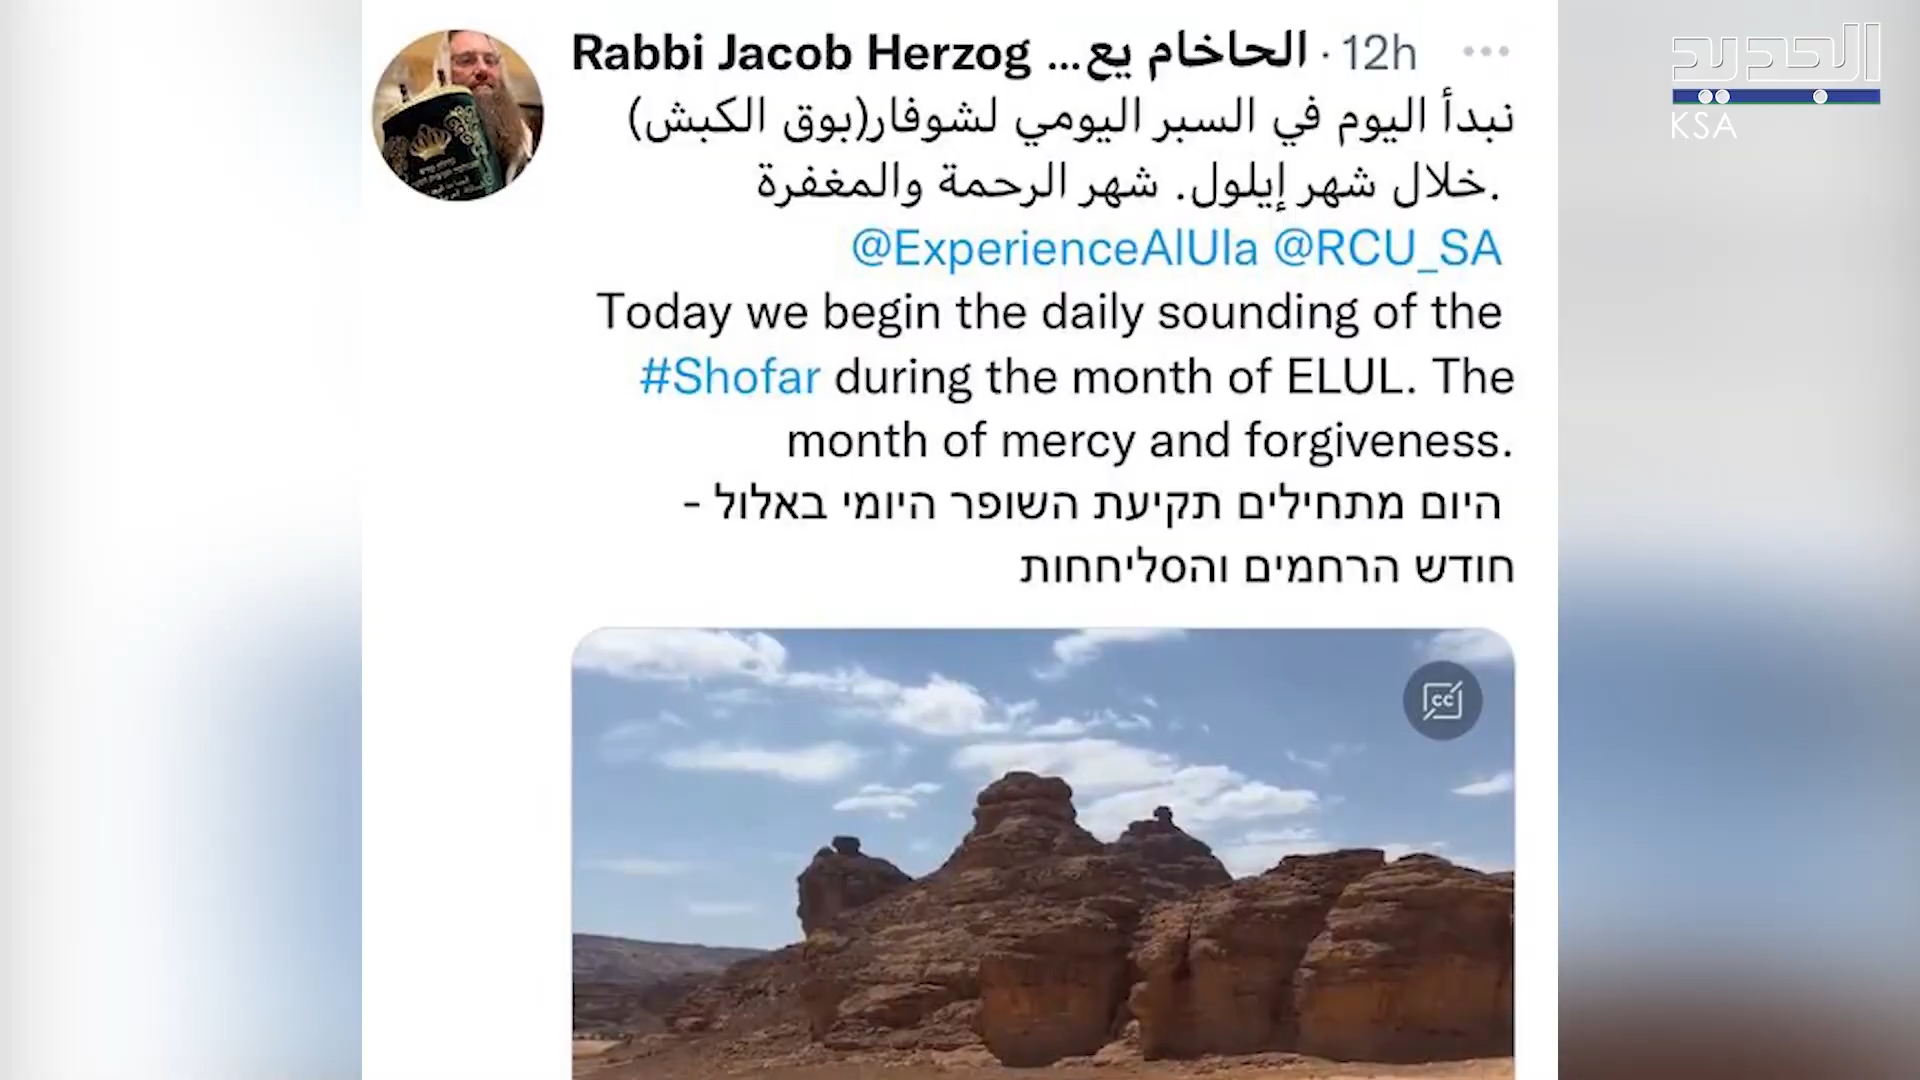 Rabbi Jacob Herzog الحاخام يع... · 12h
نبدأ اليوم في السبر اليومي لشوفار(بوق الكبش)
خلال شهر إيلول. شهر الرحمة والمغفرة.
@ExperienceAlUla @RCU_SA
Today we begin the daily sounding of the
#Shofar during the month of ELUL. The
month of mercy and forgiveness.
היום מתחילים תקיעת השופר היומי באלול -
חודש הרחמים והסליחחות
CC
الجديد
KSA